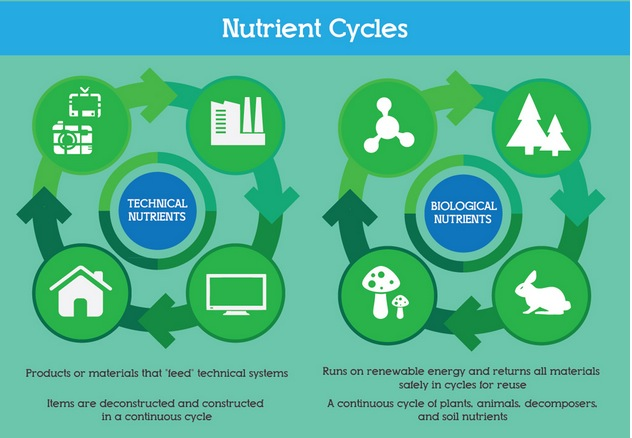 Nutrient Cycles
TECHNICAL
NUTRIENTS
BIOLOGICAL
NUTRIENTS
Products or materials that 'feed' technical systems
Items are deconstructed and constructed
in a continuous cycle
Runs on renewable energy and returns all materials
safely in cycles for reuse
A continuous cycle of plants, animals, decomposers,
and soil nutrients